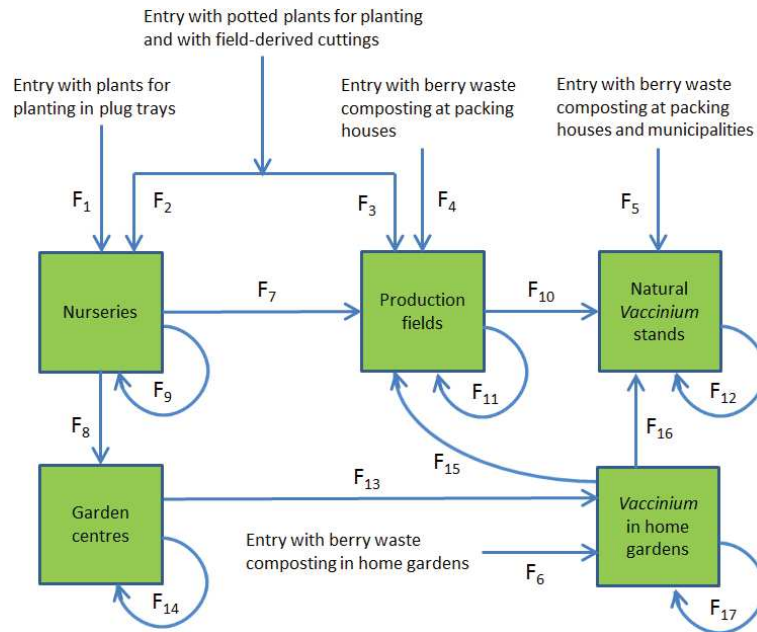 Entry with potted plants for planting
and with field-derived cuttings
Entry with plants for
planting in plug trays
Entry with berry waste
composting at packing
houses
Entry with berry waste
composting at packing
houses and municipalities
F1
F2
F3
F4
F5
Nurseries
F7
Production
fields
F10
Natural
Vaccinium
stands
F9
F11
F12
F8
F15
F16
Garden
centres
F13
Vaccinium
in home
gardens
Entry with berry waste
composting in home gardens
F6
F14
F17